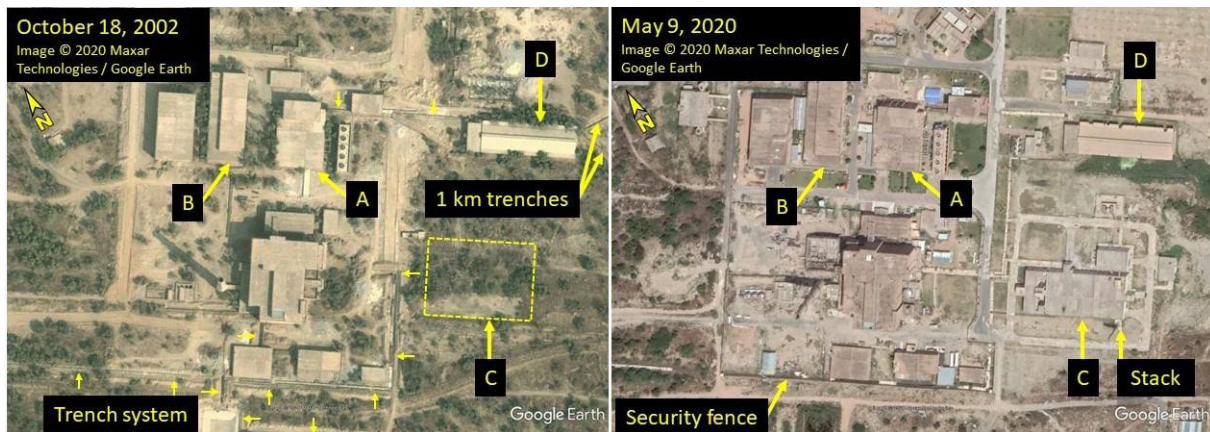 October 18, 2002
Image © 2020 Maxar
Technologies / Google Earth
N
D
B
A
1 km trenches
C
Trench system
Google Earth
May 9, 2020
Image © 2020 Maxar Technologies /
Google Earth
N
D
B
A
C
Stack
Security fence
Google Earth